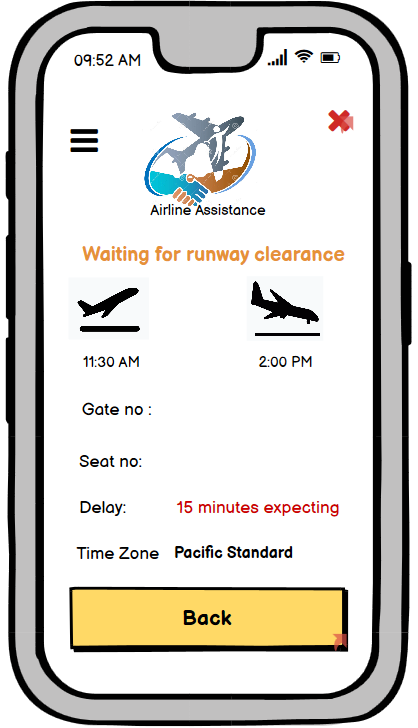 09:52 AM
Airline Assistance
Waiting for runway clearance
11:30 AM
2:00 PM
Gate no :
Seat no:
Delay: 15 minutes expecting
Time Zone Pacific Standard
Back